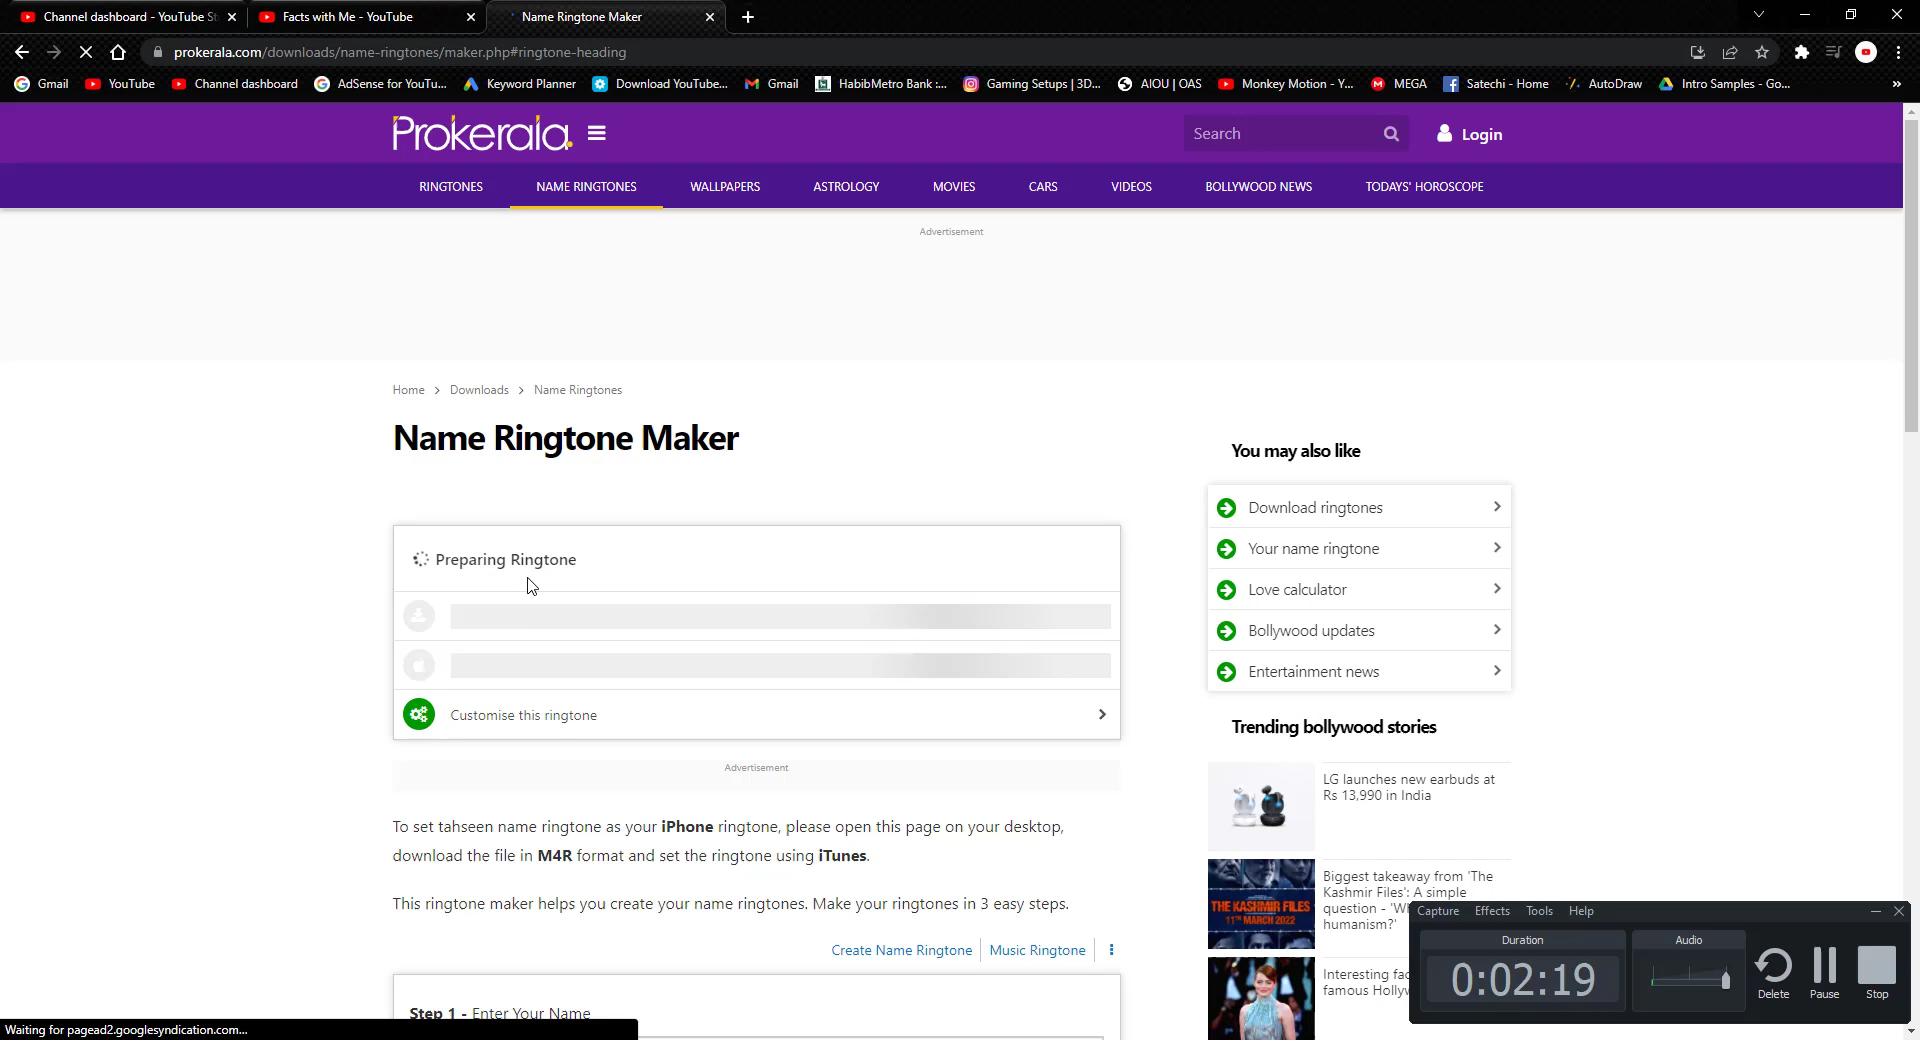 Channel dashboard - YouTube St
Facts with Me - YouTube
Name Ringtone Maker
prokerala.com/downloads/name-ringtones/maker.php#ringtone-heading
Gmail
YouTube
Channel dashboard
AdSense for YouTu...
Keyword Planner
Download YouTube...
Gmail
HabibMetro Bank :...
Gaming Setups | 3D...
AIOU | OAS
Monkey Motion - Y...
MEGA
Satechi - Home
AutoDraw
Intro Samples - Go...
»
Prokerala.
Search
Login
RINGTONES
NAME RINGTONES
WALLPAPERS
ASTROLOGY
MOVIES
CARS
VIDEOS
BOLLYWOOD NEWS
TODAYS' HOROSCOPE
Advertisement
Home > Downloads > Name Ringtones
Name Ringtone Maker
Preparing Ringtone
Customise this ringtone
Advertisement
To set tahseen name ringtone as your iPhone ringtone, please open this page on your desktop,
download the file in M4R format and set the ringtone using iTunes.
This ringtone maker helps you create your name ringtones. Make your ringtones in 3 easy steps.
Create Name Ringtone
Music Ringtone
Step 1 - Enter Your Name
You may also like
Download ringtones
Your name ringtone
Love calculator
Bollywood updates
Entertainment news
Trending bollywood stories
LG launches new earbuds at
Rs 13,990 in India
THE KASHMIR FILES
11TH MARCH 2022
Biggest takeaway from 'The
Kashmir Files': A simple
question - 'W
humanism?'
Interesting fac
famous Hollyw
Capture
Effects
Tools
Help
Duration
0:02:19
Audio
Delete
Pause
Stop
Waiting for pagead2.googlesyndication.com...